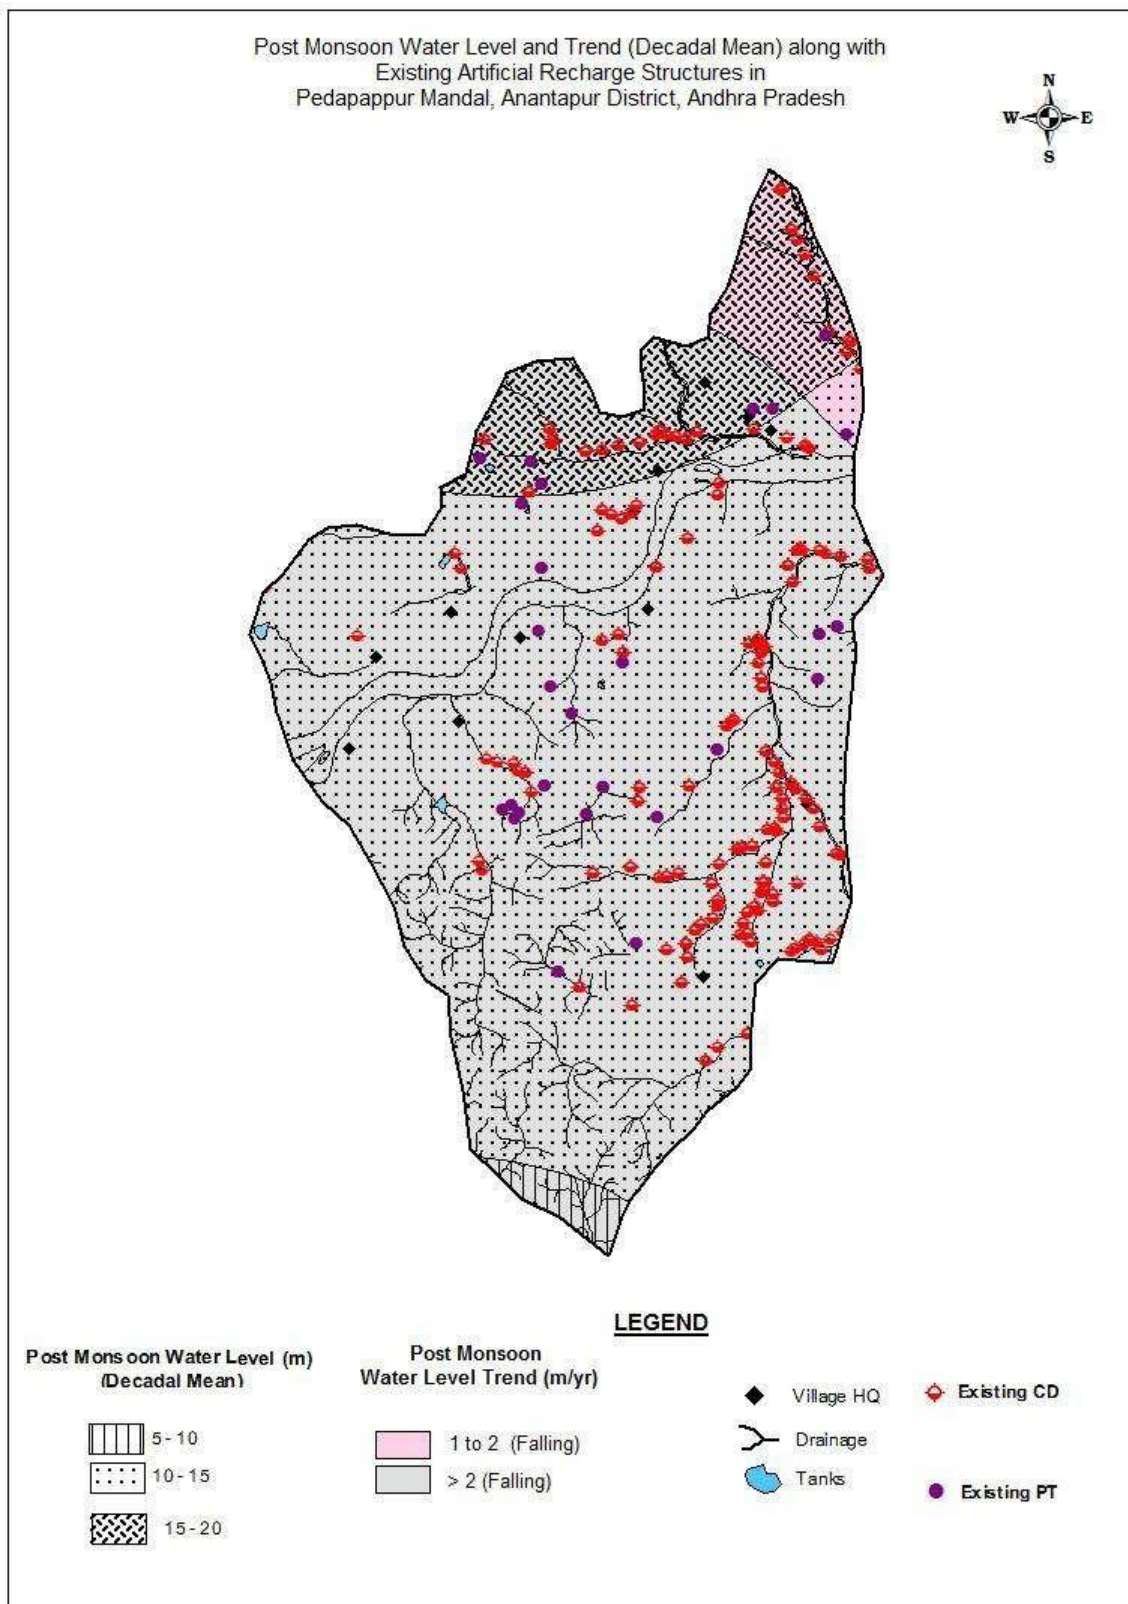 Post Monsoon Water Level and Trend (Decadal Mean) along with
Existing Artificial Recharge Structures in
Pedapappur Mandal, Anantapur District, Andhra Pradesh
N
W E
S
LEGEND
Post Monsoon Water Level (m)
(Decadal Mean)
5 - 10
10 - 15
15 - 20
Post Monsoon
Water Level Trend (m/yr)
1 to 2 (Falling)
> 2 (Falling)
Village HQ
Drainage
Tanks
Existing CD
Existing PT